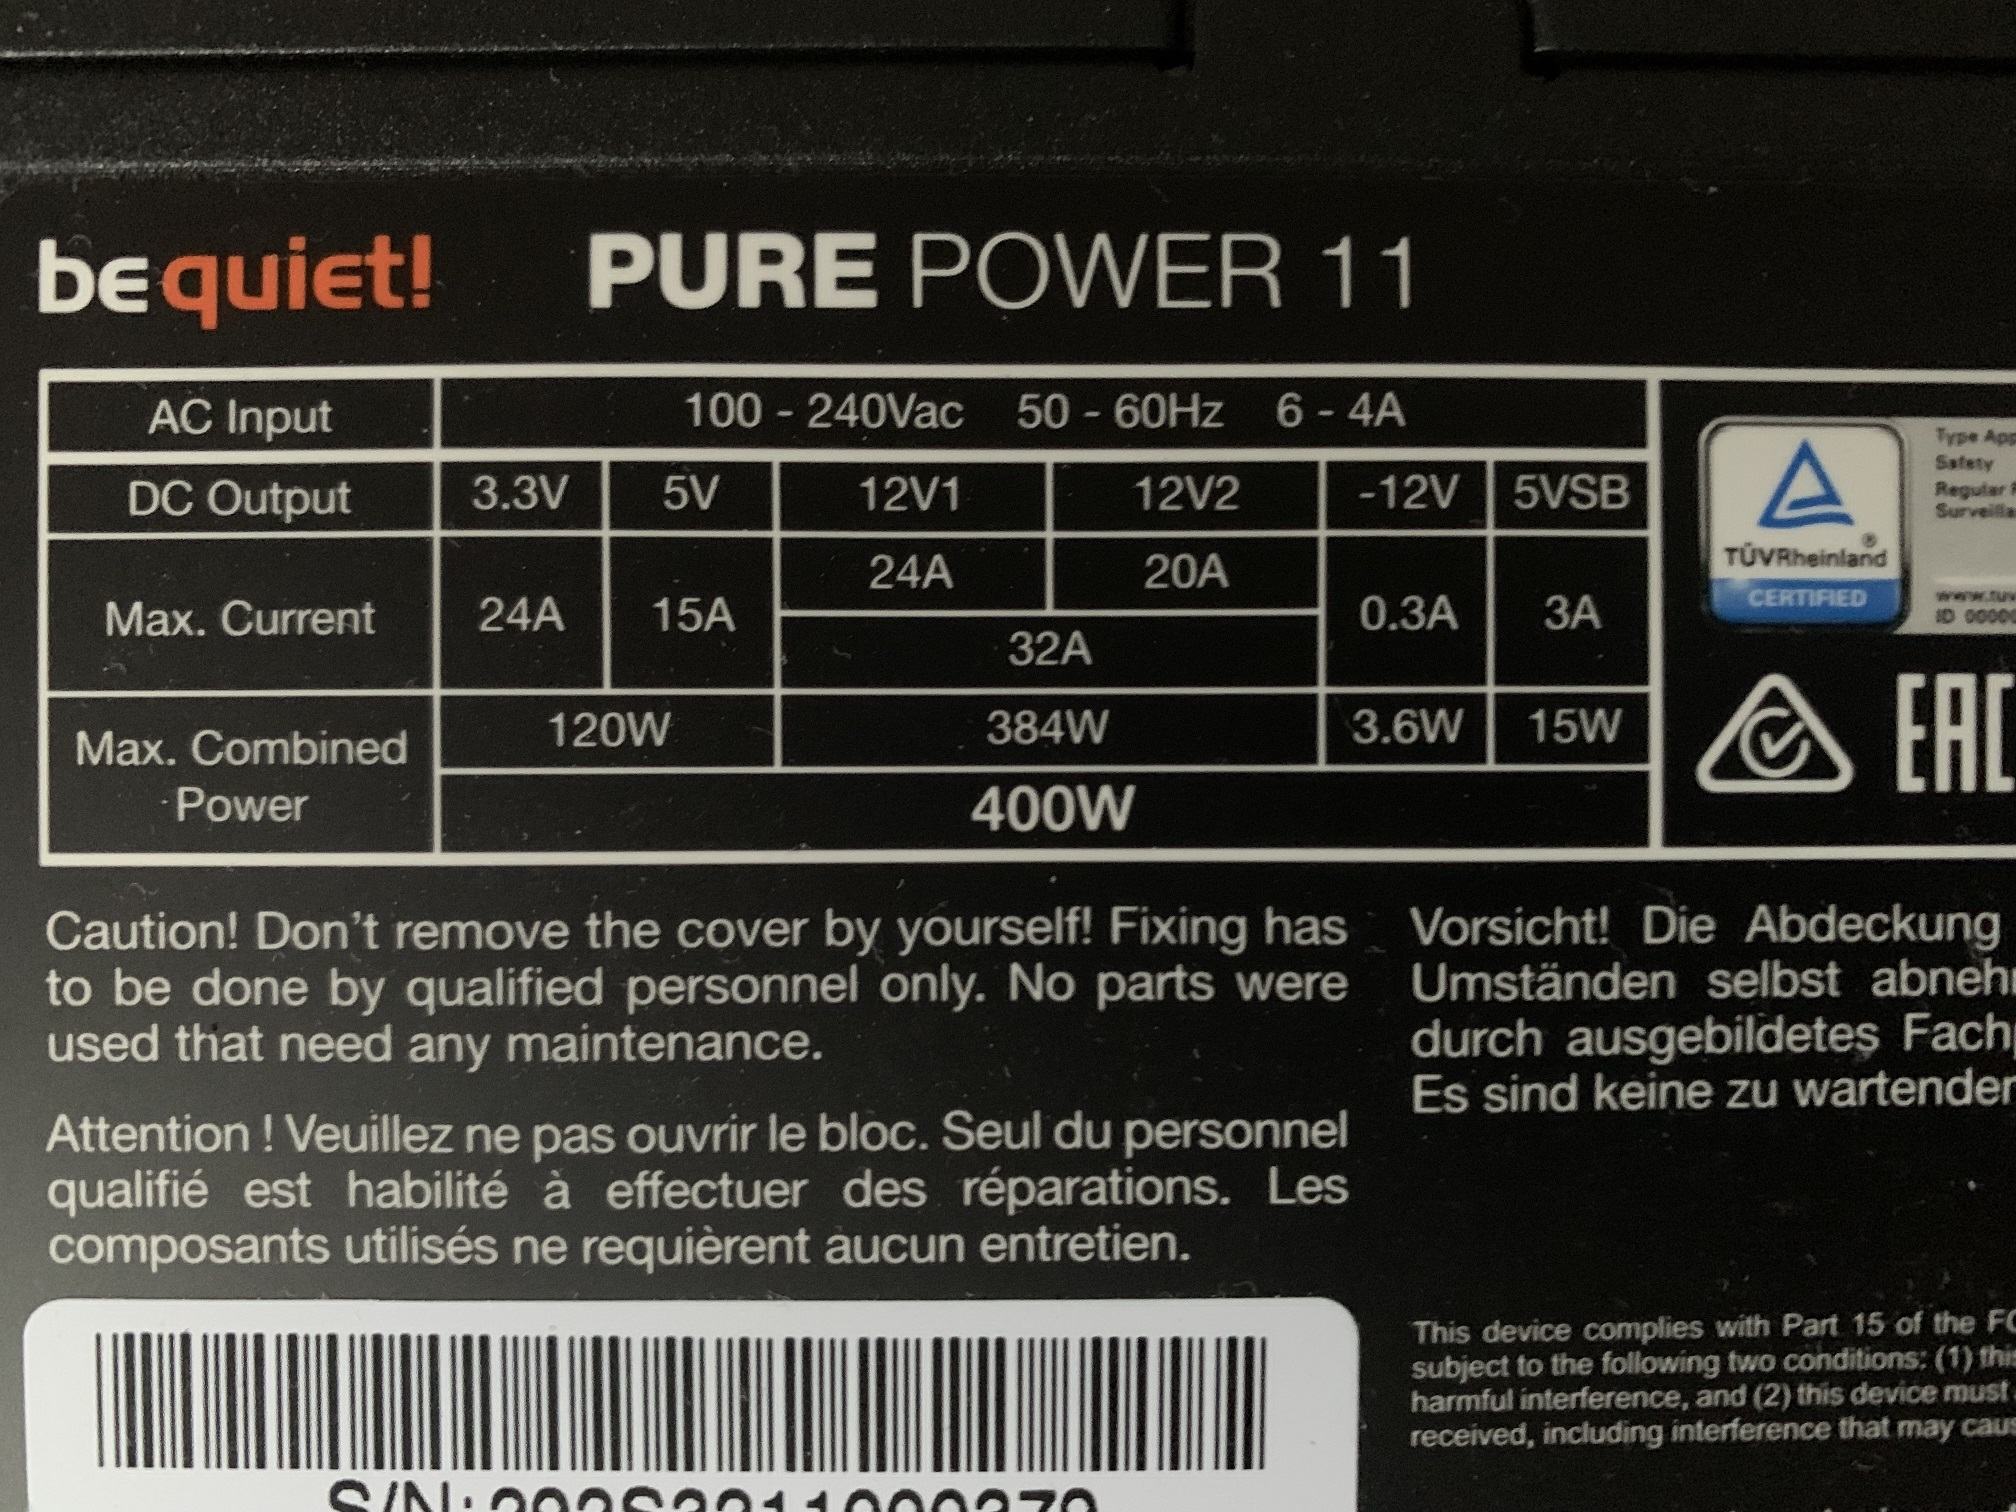 be quiet! PURE POWER 11
AC Input 100 - 240Vac 50 - 60Hz 6 - 4A
DC Output 3.3V 5V 12V1 12V2 -12V 5VSB
Max. Current 24A 15A 24A 20A 0.3A 3A
32A
Max. Combined Power 120W 384W 3.6W 15W
400W
Type
Safety
Regular
TÜVRheinland®
CERTIFIED
ID
EAC
Caution! Don't remove the cover by yourself! Fixing has
to be done by qualified personnel only. No parts were
used that need any maintenance.
Attention ! Veuillez ne pas ouvrir le bloc. Seul du personnel
qualifié est habilité à effectuer des réparations. Les
composants utilisés ne requièrent aucun entretien.
Vorsicht! Die Abdeckung
Umständen selbst
durch ausgebildetes
Es sind keine zu
This device complies with Part 15 of the
subject to the following two conditions: (1)
harmful interference, and (2) this device must
received, including interference that may
S/N: